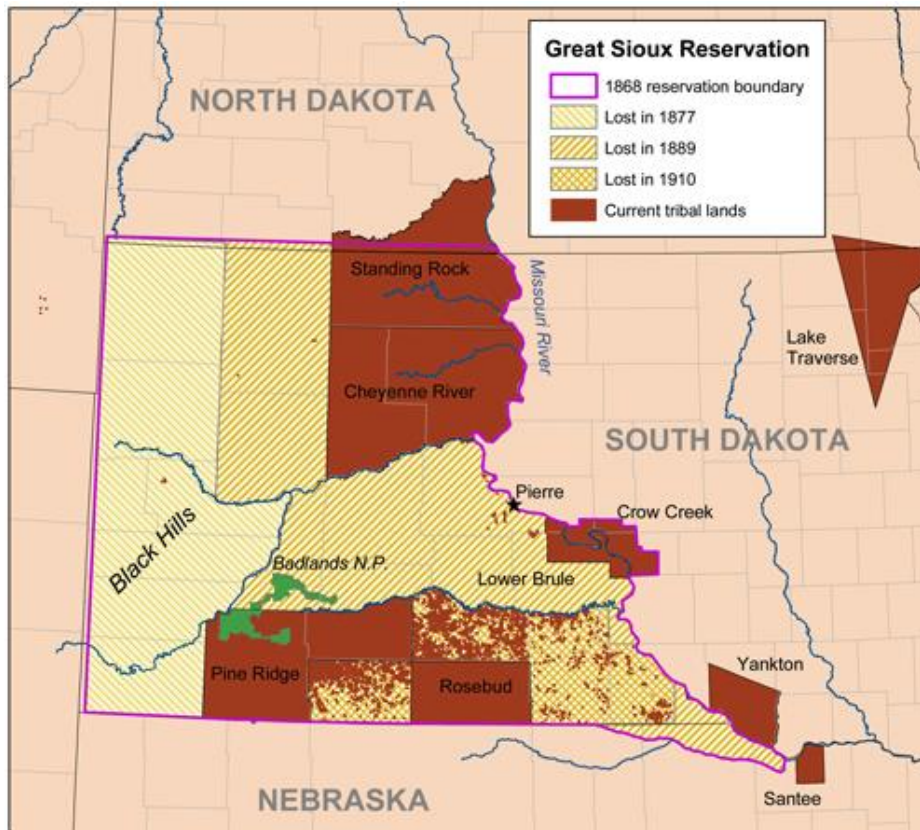 Great Sioux Reservation
1868 reservation boundary
Lost in 1877
Lost in 1889
Lost in 1910
Current tribal lands
NORTH DAKOTA
Standing Rock
Missouri River
Lake
Traverse
Cheyenne River
SOUTH DAKOTA
Pierre
Crow Creek
Black Hills
Badlands N.P.
Lower Brule
Pine Ridge
Rosebud
Yankton
NEBRASKA
Santee